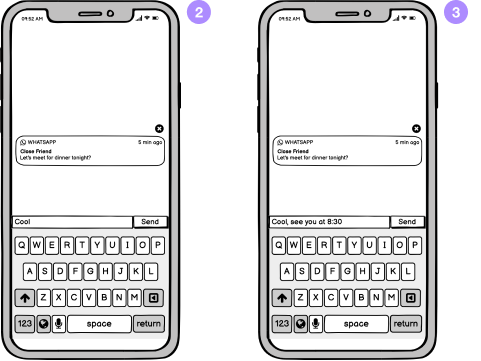 09:52 AM
2
WHATSAPP 5 min ago
Close Friend
Let's meet for dinner tonight?
Cool Send
Q W E R T Y U I O P
A S D F G H J K L
Z X C V B N M
123 space return
09:52 AM
3
WHATSAPP 5 min ago
Close Friend
Let's meet for dinner tonight?
Cool, see you at 8:30 Send
Q W E R T Y U I O P
A S D F G H J K L
Z X C V B N M
123 space return